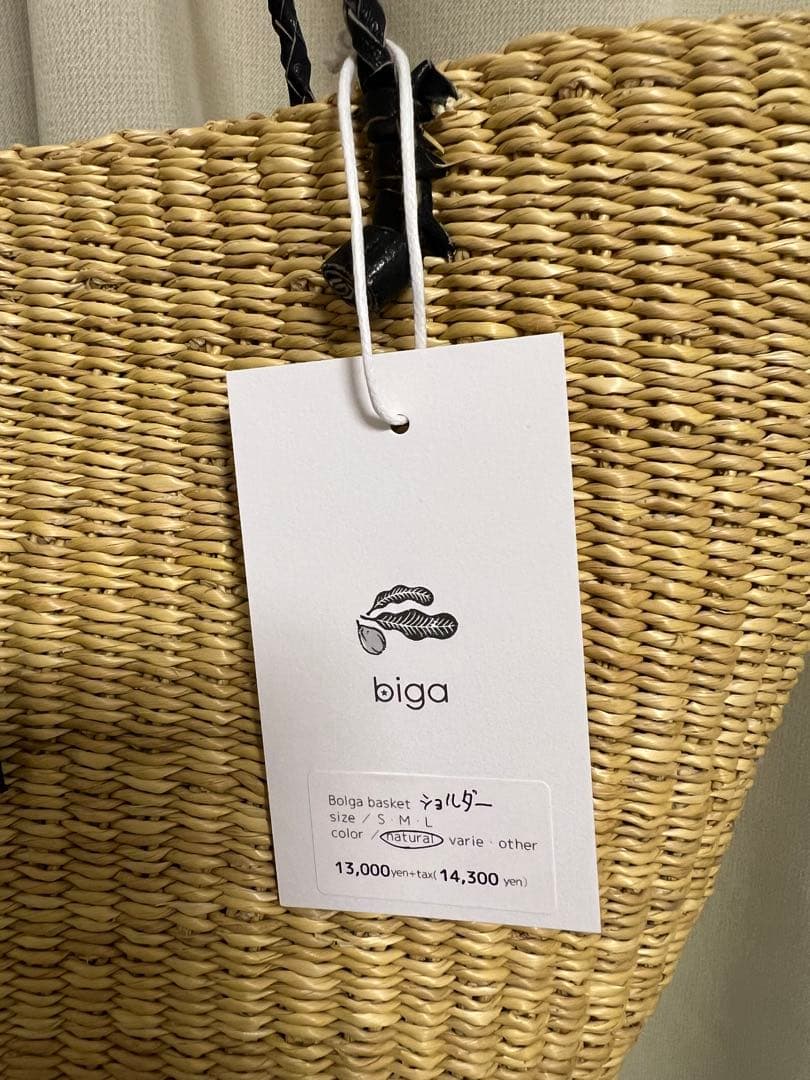 biga
Bolga basket ショルダー
size / S · M · L
color / natural varie · other
13,000yen+tax( 14,300 yen)